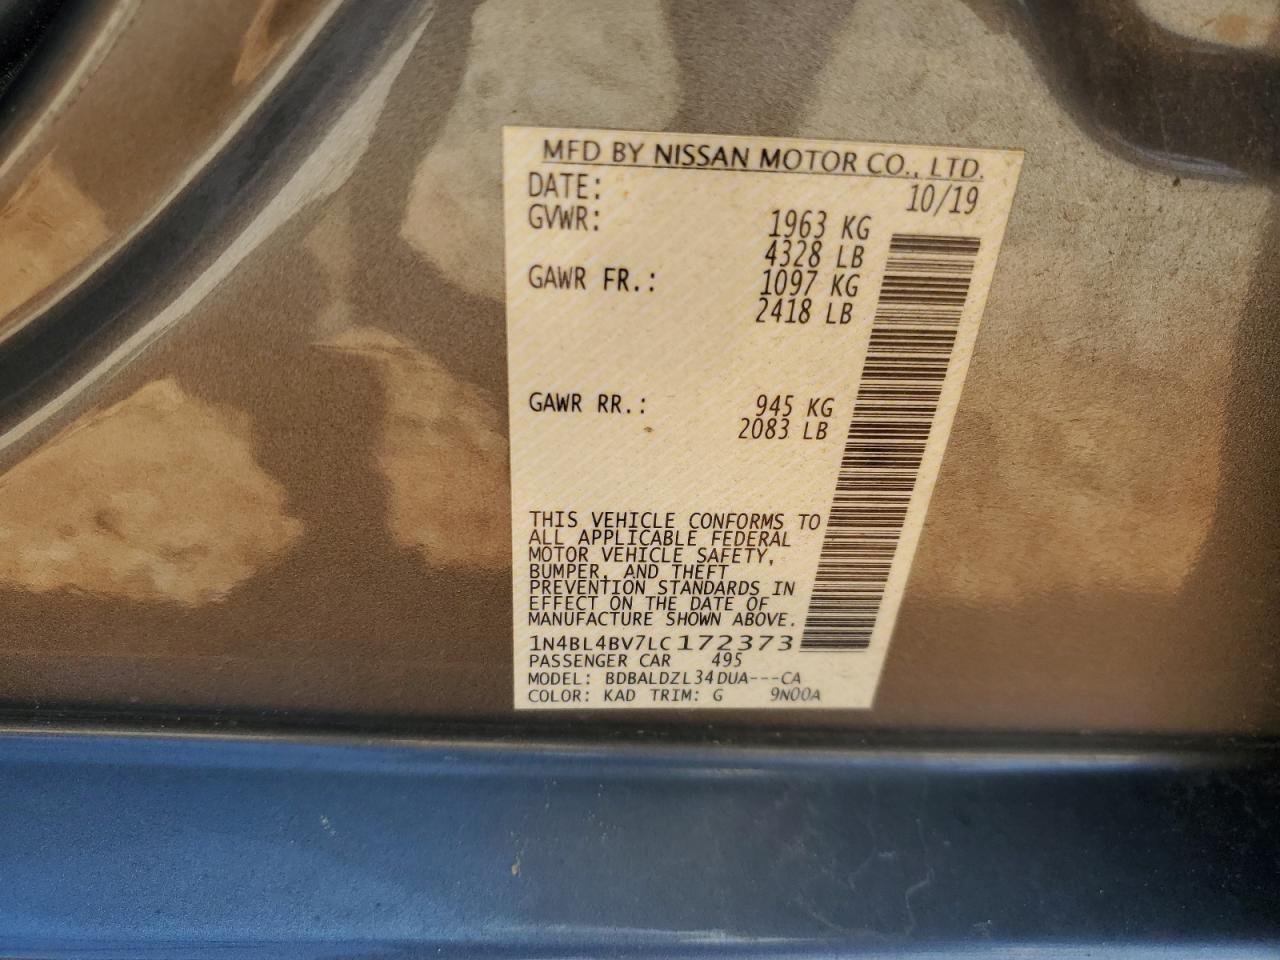 MFD BY NISSAN MOTOR CO., LTD.
DATE: 10/19
GVWR: 1963 KG
4328 LB
GAWR FR.: 1097 KG
2418 LB
GAWR RR.: 945 KG
2083 LB
THIS VEHICLE CONFORMS TO
ALL APPLICABLE FEDERAL
MOTOR VEHICLE SAFETY,
BUMPER, AND THEFT
PREVENTION STANDARDS IN
EFFECT ON THE DATE OF
MANUFACTURE SHOWN ABOVE.
1N4BL4BV7LC172373
PASSENGER CAR 495
MODEL: BDBALDZL34DUA---CA
COLOR: KAD TRIM: G 9N00A